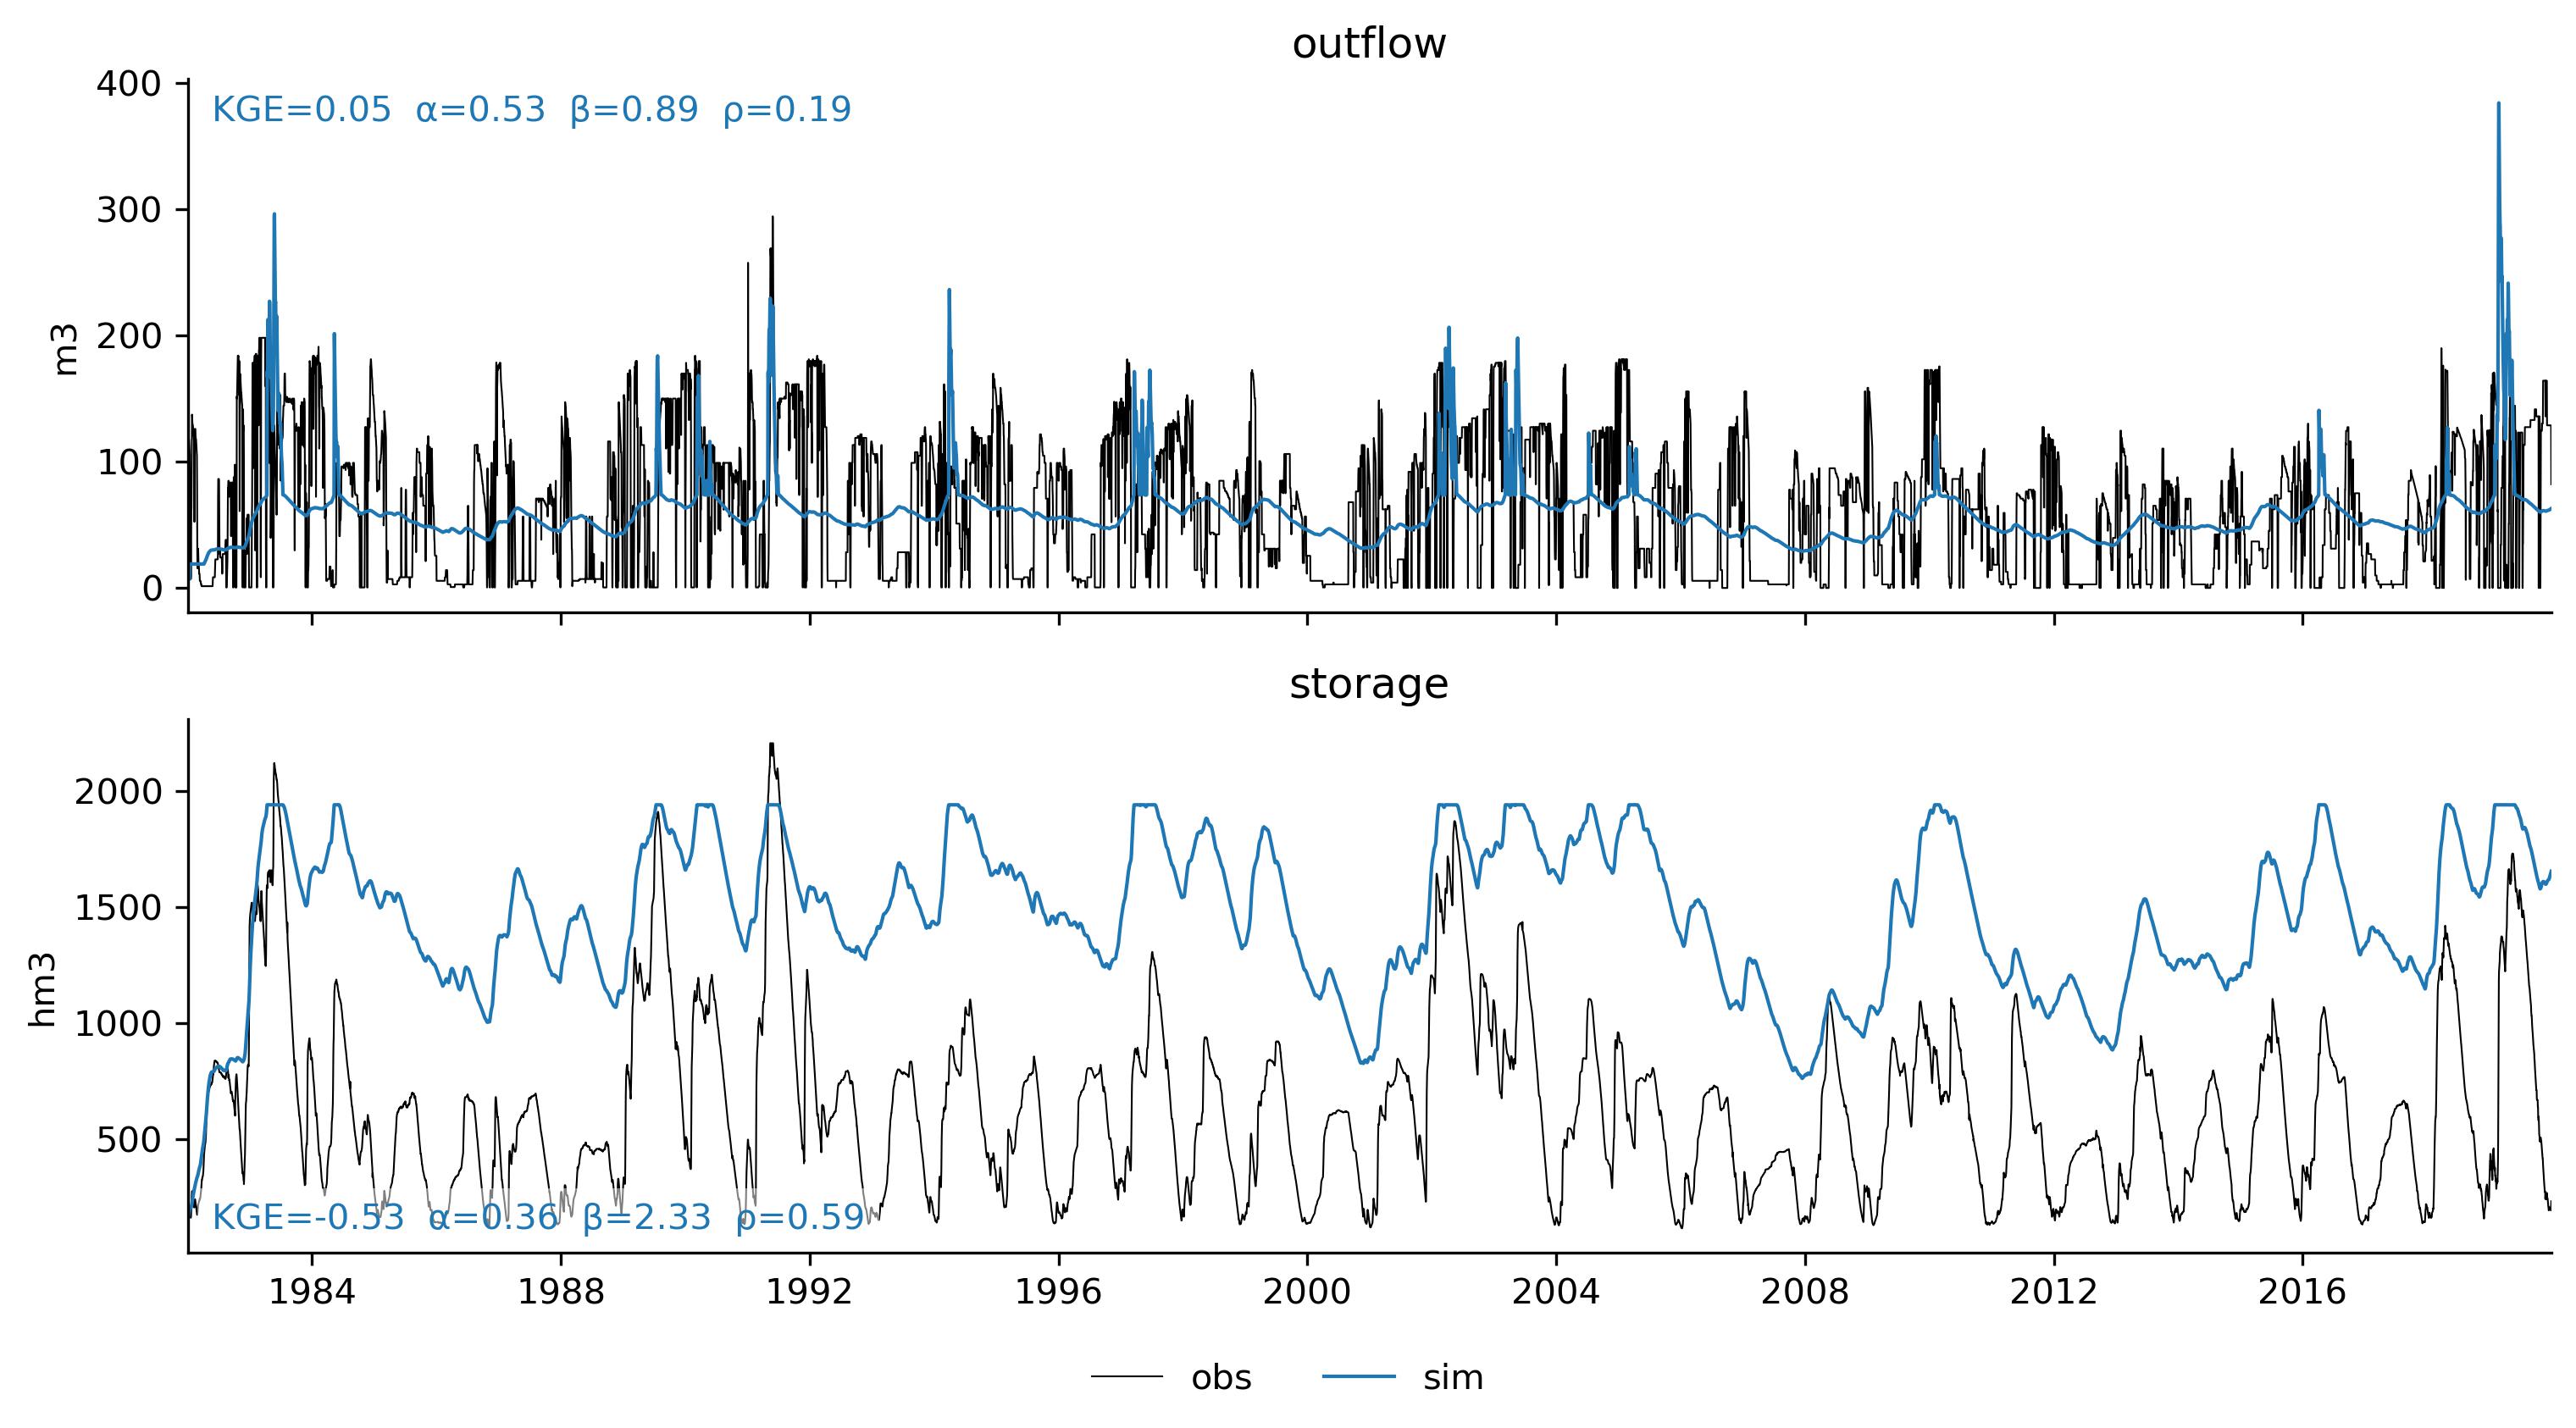 outflow
400
KGE=0.05 α=0.53 β=0.89 ρ=0.19
300
m3
200
100
0
storage
2000
1500
hm3
1000
500
KGE=-0.53 α=0.36 β=2.33 ρ=0.59
1984 1988 1992 1996 2000 2004 2008 2012 2016
obs sim